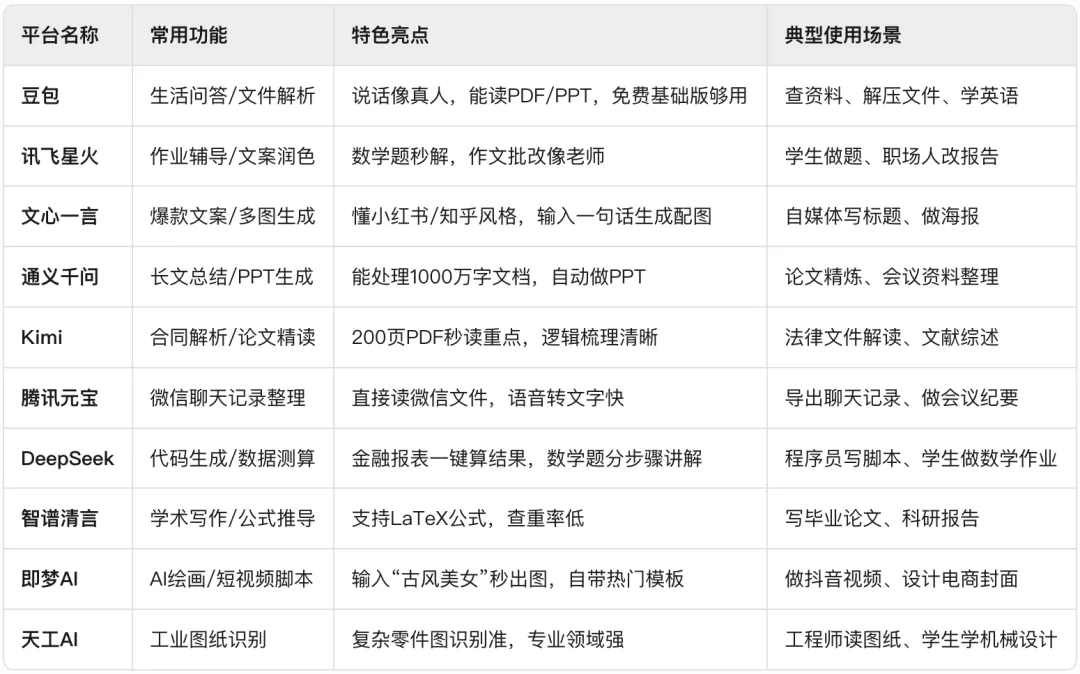 平台名称 常用功能 特色亮点 典型使用场景
豆包 生活问答/文件解析 说话像真人，能读PDF/PPT，免费基础版够用 查资料、解压文件、学英语
讯飞星火 作业辅导/文案润色 数学题秒解，作文批改像老师 学生做题、职场人改报告
文心一言 爆款文案/多图生成 懂小红书/知乎风格，输入一句话生成配图 自媒体写标题、做海报
通义千问 长文总结/PPT生成 能处理1000万字文档，自动做PPT 论文精炼、会议资料整理
Kimi 合同解析/论文精读 200页PDF秒读重点，逻辑梳理清晰 法律文件解读、文献综述
腾讯元宝 微信聊天记录整理 直接读微信文件，语音转文字快 导出聊天记录、做会议纪要
DeepSeek 代码生成/数据测算 金融报表一键算结果，数学题分步骤讲解 程序员写脚本、学生做数学作业
智谱清言 学术写作/公式推导 支持LaTeX公式，查重率低 写毕业论文、科研报告
即梦AI AI绘画/短视频脚本 输入“古风美女”秒出图，自带热门模板 做抖音视频、设计电商封面
天工AI 工业图纸识别 复杂零件图识别准，专业领域强 工程师读图纸、学生学机械设计